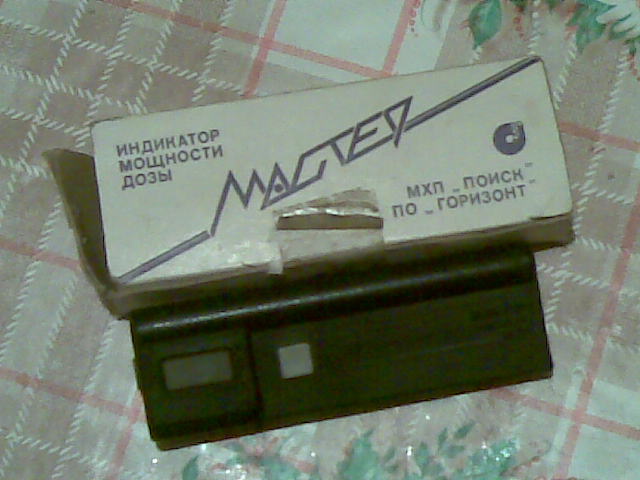 ИНДИКАТОР
МОЩНОСТИ
ДОЗЫ
МАСТЕР
МХП „ПОИСК"
ПО „ГОРИЗОНТ"